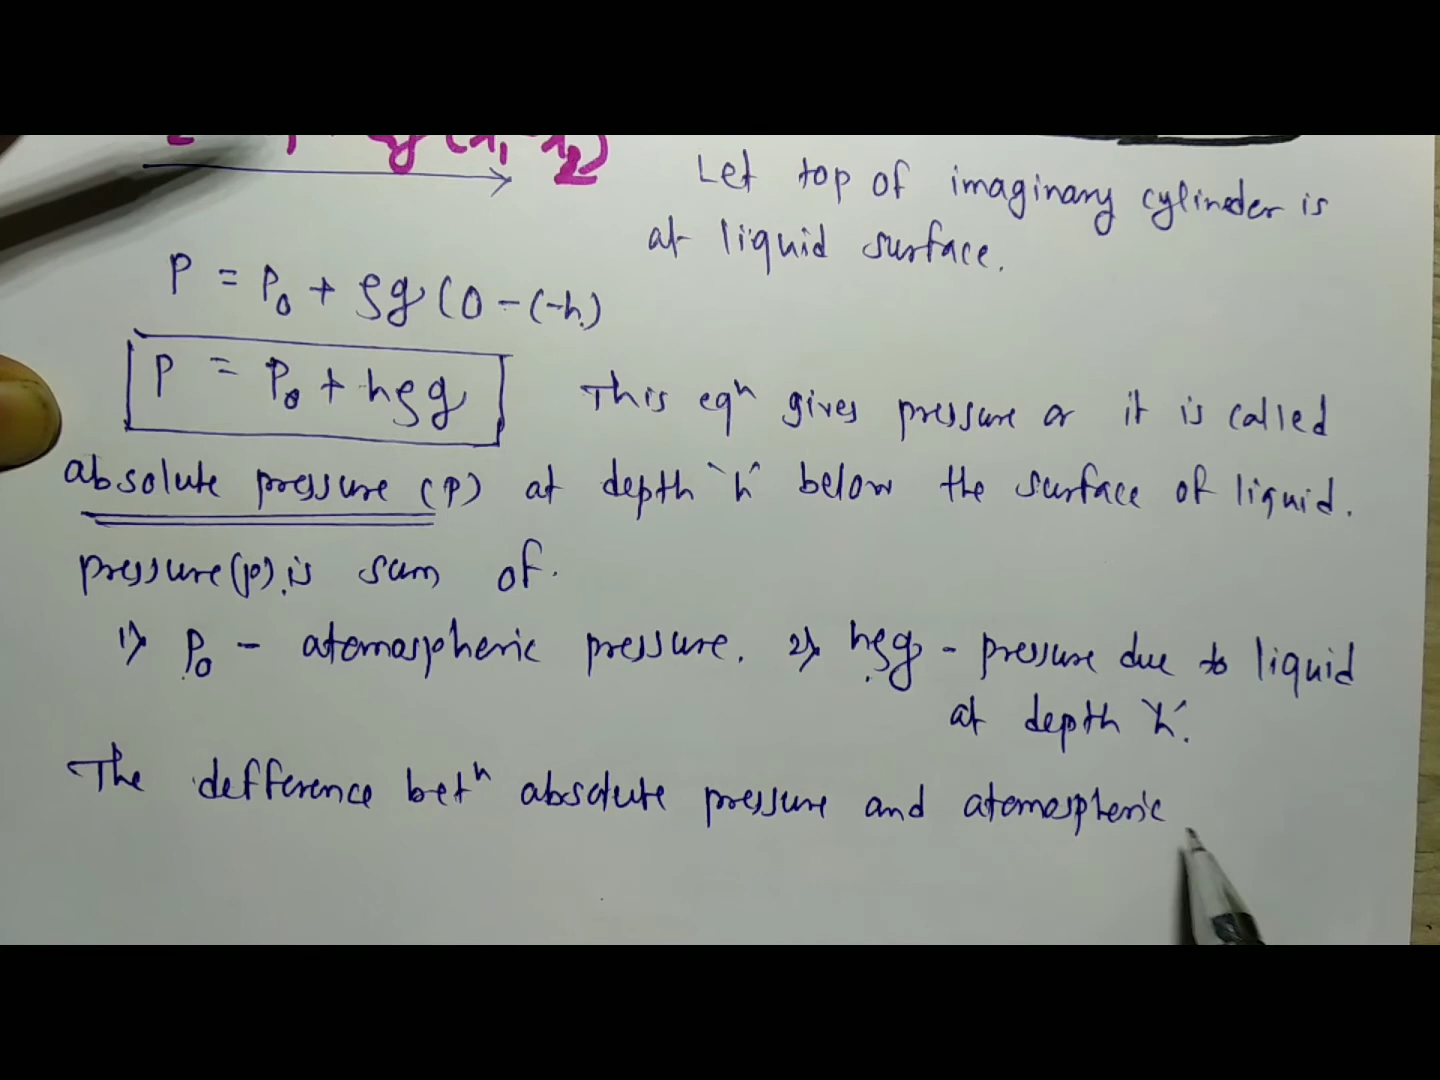 Let top of imaginary cylinder is
at liquid surface.
P = P₀ + ρg (0 - (-h)
P = P₀ + hρg
This eqⁿ gives pressure or it is called
absolute pressure (P) at depth `h´ below the surface of liquid.
pressure(p) is sum of.
1) P₀ - atomospheric pressure. 2) hρg - pressure due to liquid
at depth `h´.
The defference betⁿ absolute pressure and atomospheric